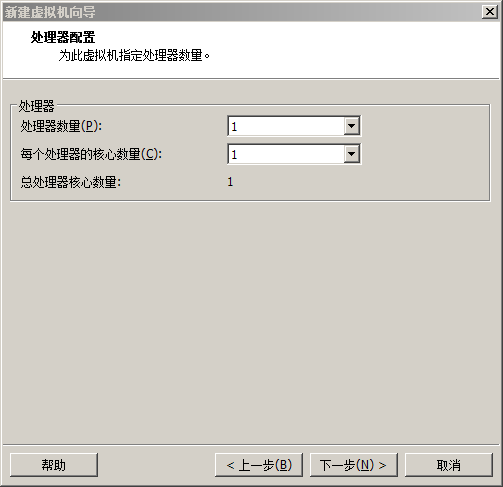 新建虚拟机向导
处理器配置
为此虚拟机指定处理器数量。
处理器
处理器数量(P): 1
每个处理器的核心数量(C): 1
总处理器核心数量: 1
帮助 < 上一步(B) 下一步(N) > 取消